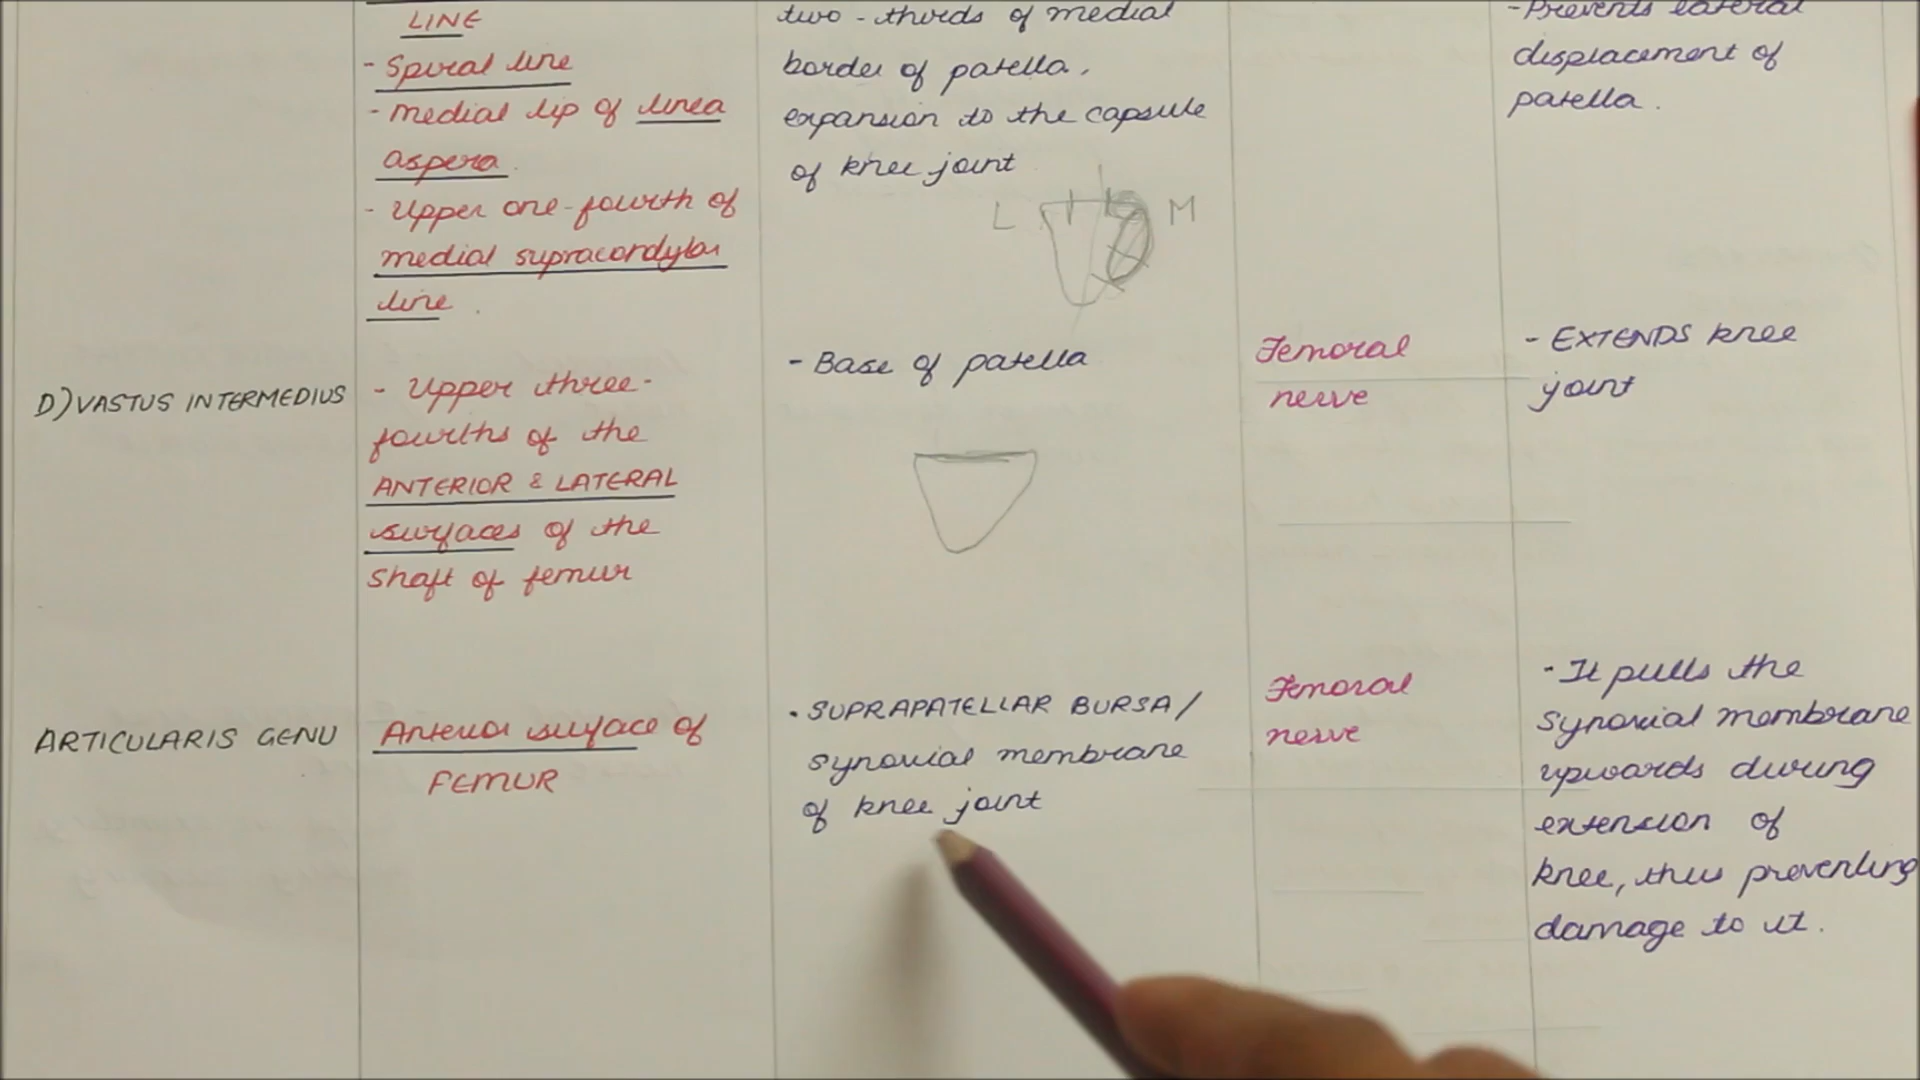 LINE
- Spiral line
- Medial lip of linea
aspera.
- Upper one-fourth of
medial supracondylar
line.
two-thirds of medial
border of patella,
expansion to the capsule
of knee joint
L M
- Prevents lateral
displacement of
patella.
D) VASTUS INTERMEDIUS
- Upper three-
fourths of the
ANTERIOR & LATERAL
surfaces of the
shaft of femur
- Base of patella
Femoral
nerve
- EXTENDS knee
joint
ARTICULARIS GENU
Anterior surface of
FEMUR
. SUPRAPATELLAR BURSA /
synovial membrane
of knee joint
Femoral
nerve
- It pulls the
synovial membrane
upwards during
extension of
knee, thus preventing
damage to it.